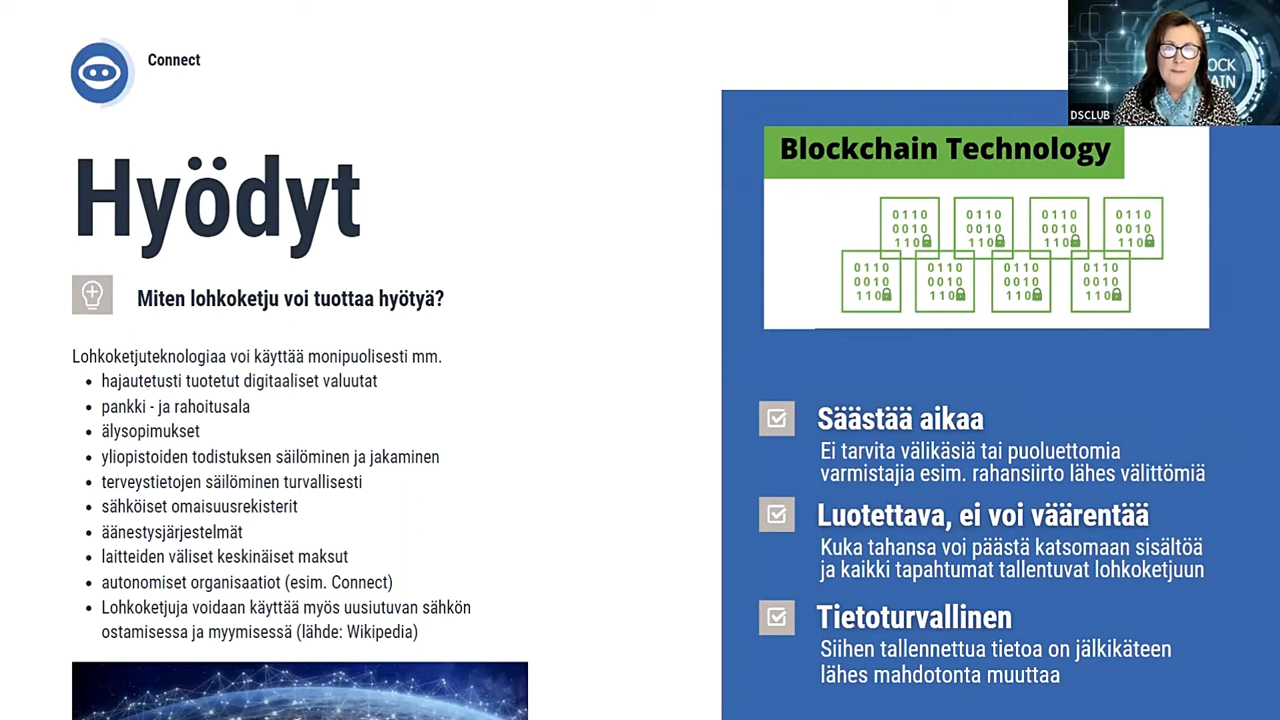 Connect
Hyödyt
Miten lohkoketju voi tuottaa hyötyä?
Lohkoketjuteknologiaa voi käyttää monipuolisesti mm.
• hajautetusti tuotetut digitaaliset valuutat
• pankki - ja rahoitusala
• älysopimukset
• yliopistoiden todistuksen säilöminen ja jakaminen
• terveystietojen säilöminen turvallisesti
• sähköiset omaisuusrekisterit
• äänestysjärjestelmät
• laitteiden väliset keskinäiset maksut
• autonomiset organisaatiot (esim. Connect)
• Lohkoketjuja voidaan käyttää myös uusiutuvan sähkön
ostamisessa ja myymisessä (lähde: Wikipedia)
DSCLUB
Blockchain Technology
0110 0110 0110 0110
0010 0010 0010 0010
110 110 110 110
0110 0110 0110 0110
0010 0010 0010 0010
110 110 110 110
Säästää aikaa
Ei tarvita välikäsiä tai puoluettomia
varmistajia esim. rahansiirto lähes välittömiä
Luotettava, ei voi väärentää
Kuka tahansa voi päästä katsomaan sisältöä
ja kaikki tapahtumat tallentuvat lohkoketjuun
Tietoturvallinen
Siihen tallennettua tietoa on jälkikäteen
lähes mahdotonta muuttaa